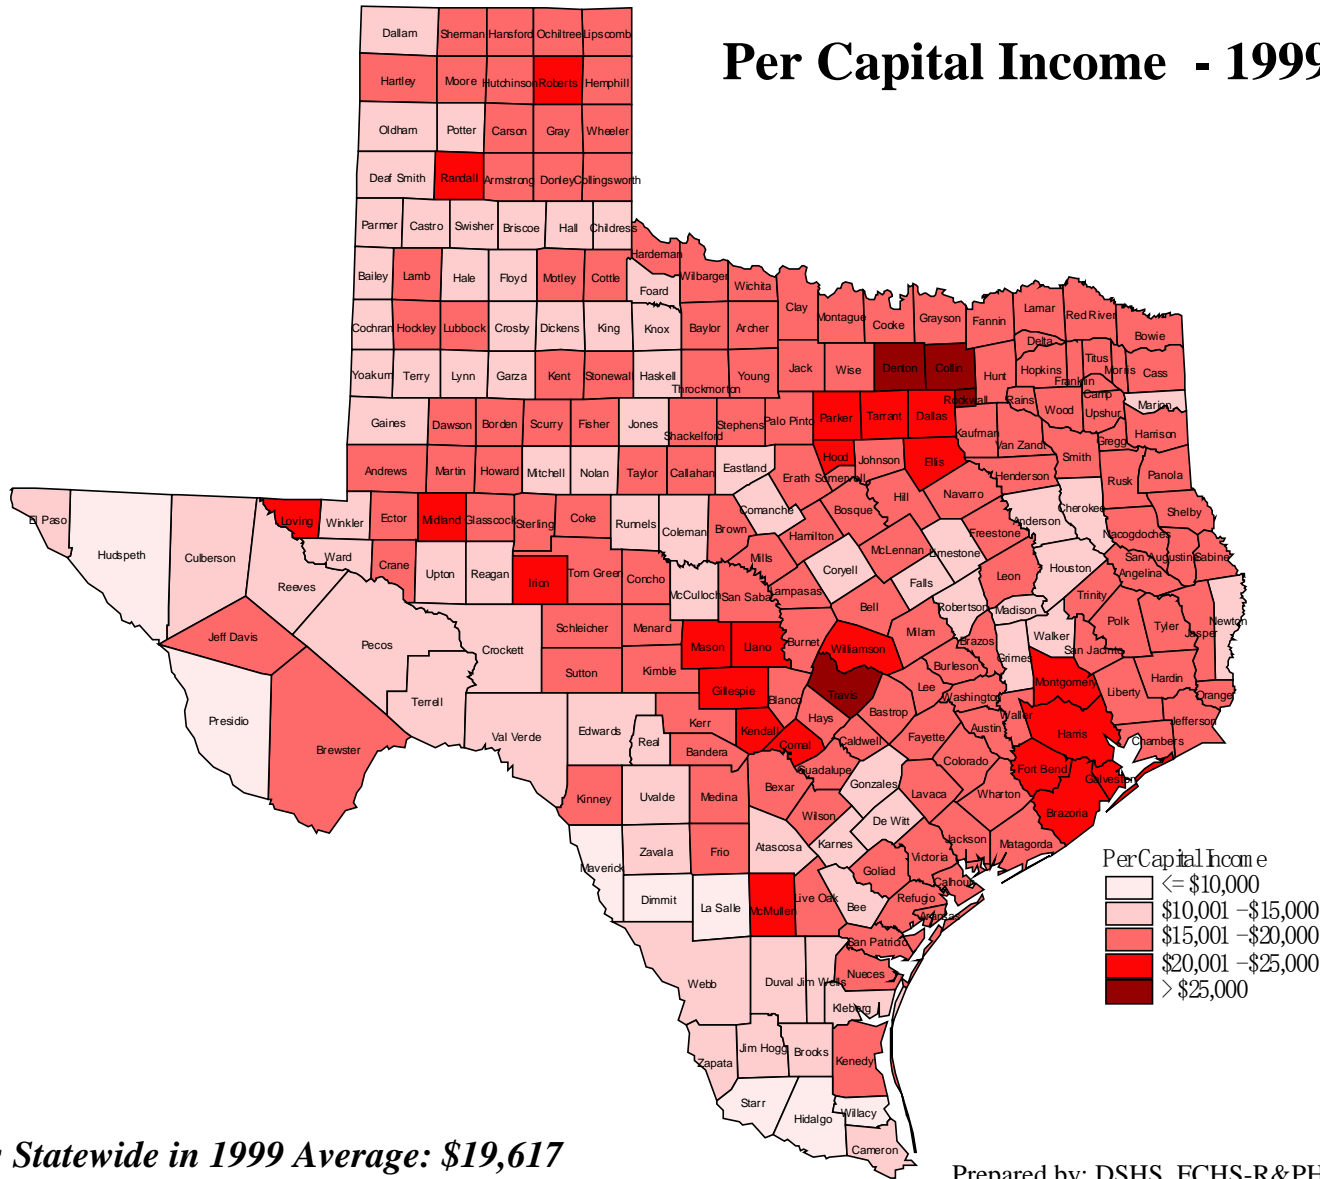 Per Capital Income - 1999
Dallam Sherman Hansford Ochiltree Lipscomb
Hartley Moore Hutchinson Roberts Hemphill
Oldham Potter Carson Gray Wheeler
Deaf Smith Randall Armstrong Donley Collingsworth
Parmer Castro Swisher Briscoe Hall Childress
Hardeman
Bailey Lamb Hale Floyd Motley Cottle Foard Wilbarger Wichita
Clay Montague Cooke Grayson Fannin Lamar Red River Bowie
Cochran Hockley Lubbock Crosby Dickens King Knox Baylor Archer
Delta Titus Morris Cass
Yoakum Terry Lynn Garza Kent Stonewall Haskell Throckmorton Young Jack Wise Denton Collin Hunt Hopkins Franklin Camp
Rockwall Rains Wood Upshur Marion
Gaines Dawson Borden Scurry Fisher Jones Shackelford Stephens Palo Pinto Parker Tarrant Dallas Kaufman Van Zandt Gregg Harrison
Andrews Martin Howard Mitchell Nolan Taylor Callahan Eastland Erath Hood Somervell Johnson Ellis Henderson Smith Rusk Panola
El Paso Hudspeth Culberson Loving Winkler Ector Midland Glasscock Sterling Coke Runnels Coleman Brown Comanche Hamilton Bosque Hill Navarro Anderson Cherokee Nacogdoches Shelby
Reeves Ward Crane Upton Reagan Irion Tom Green Concho McCulloch San Saba Mills Lampasas Coryell McLennan Limestone Freestone Falls Leon Houston Angelina San Augustine Sabine
Jeff Davis Pecos Crockett Schleicher Menard Mason Llano Burnet Bell Williamson Milam Robertson Brazos Madison Walker Trinity Polk Tyler Jasper Newton
Presidio Brewster Terrell Sutton Kimble Gillespie Blanco Travis Lee Burleson Grimes San Jacinto Montgomery Liberty Hardin Orange
Val Verde Edwards Real Kerr Bandera Kendall Comal Hays Caldwell Bastrop Fayette Washington Austin Waller Harris Chambers Jefferson
Kinney Uvalde Medina Bexar Guadalupe Gonzales Lavaca Colorado Wharton Fort Bend Galveston Brazoria
Maverick Zavala Frio Atascosa Wilson Karnes De Witt Victoria Jackson Matagorda
Dimmit La Salle McMullen Live Oak Bee Goliad Refugio Calhoun Aransas
Webb Duval Jim Wells San Patricio Nueces Kleberg
Zapata Jim Hogg Brooks Kenedy
Starr Hidalgo Willacy Cameron
Per Capital Income
<= $10,000
$10,001 – $15,000
$15,001 – $20,000
$20,001 – $25,000
> $25,000
Statewide in 1999 Average: $19,617
Prepared by: DSHS, FCHS-R&PH